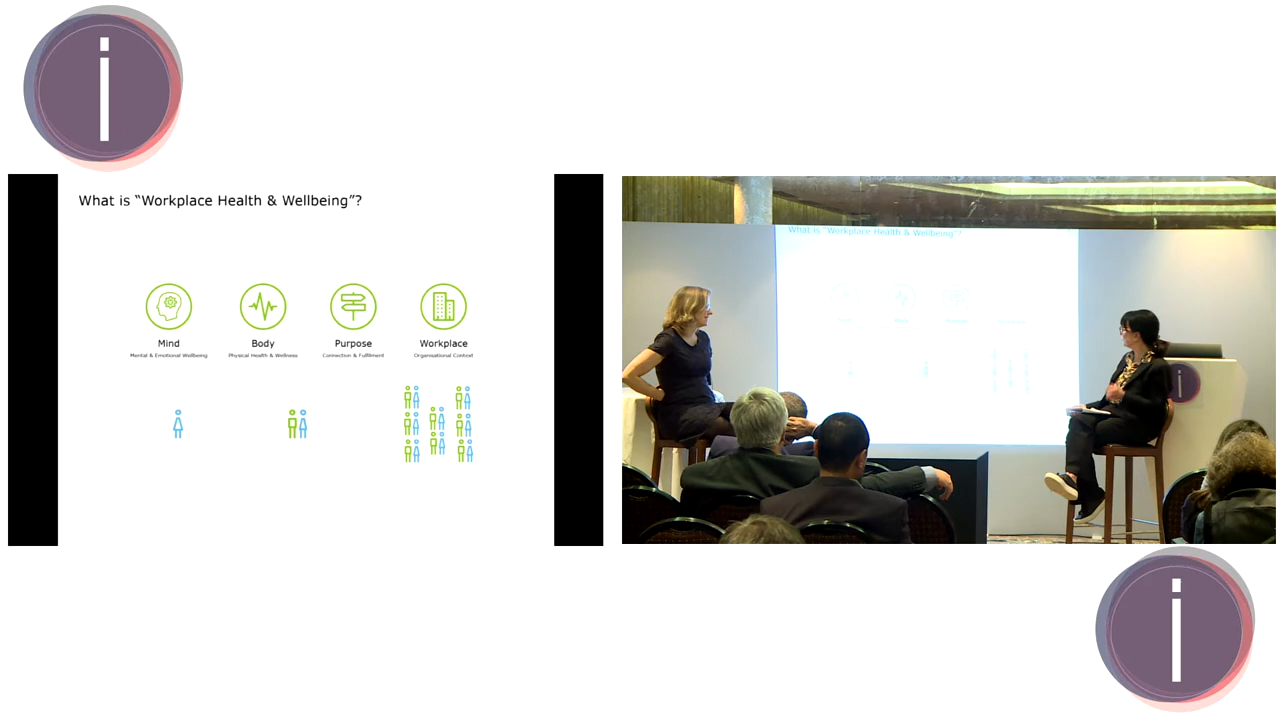 i
What is “Workplace Health & Wellbeing”?
Mind
Body
Purpose
Workplace
Mental & Emotional Wellbeing
Physical Health & Wellness
Connection & Fulfilment
Organisational Context
What is “Workplace Health & Wellbeing”?
i
i